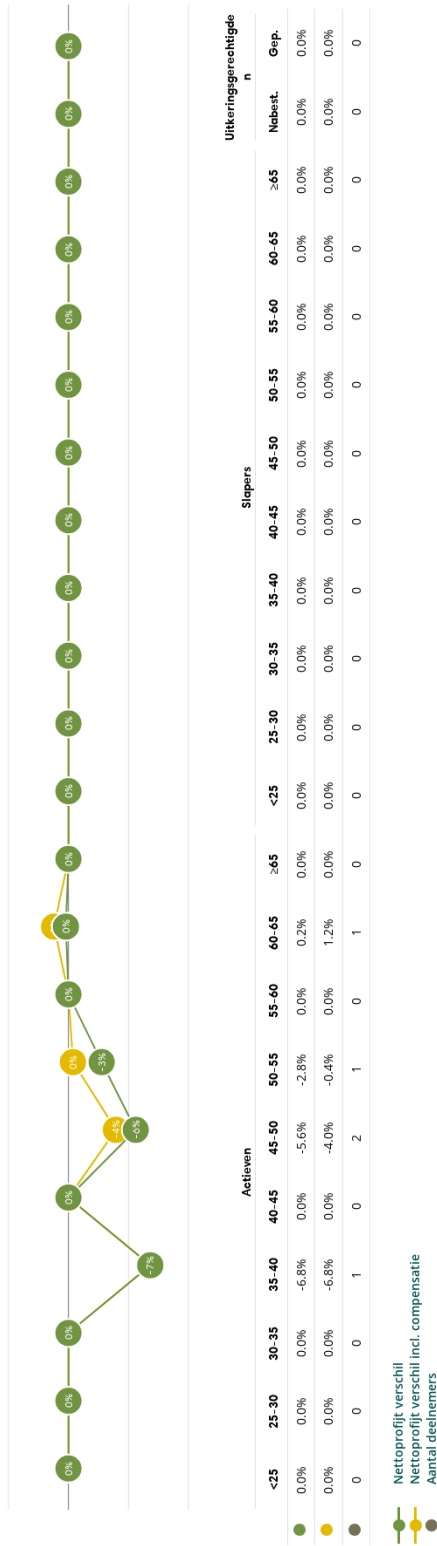 0% 0% 0% -7% 0% -4% -6% 0% -3% 0% 0% 0% 0% 0% 0% 0% 0% 0% 0% 0% 0% 0% 0% 0%
Actieven Slapers Uitkeringsgerechtigde
n
<25 25-30 30-35 35-40 40-45 45-50 50-55 55-60 60-65 ≥65 <25 25-30 30-35 35-40 40-45 45-50 50-55 55-60 60-65 ≥65 Nabest. Gep.
0.0% 0.0% 0.0% -6.8% 0.0% -5.6% -2.8% 0.0% 0.2% 0.0% 0.0% 0.0% 0.0% 0.0% 0.0% 0.0% 0.0% 0.0% 0.0% 0.0% 0.0% 0.0%
0.0% 0.0% 0.0% -6.8% 0.0% -4.0% -0.4% 0.0% 1.2% 0.0% 0.0% 0.0% 0.0% 0.0% 0.0% 0.0% 0.0% 0.0% 0.0% 0.0% 0.0% 0.0%
0 0 0 1 0 2 1 0 1 0 0 0 0 0 0 0 0 0 0 0 0 0
Nettoprofijt verschil
Nettoprofijt verschil incl. compensatie
Aantal deelnemers